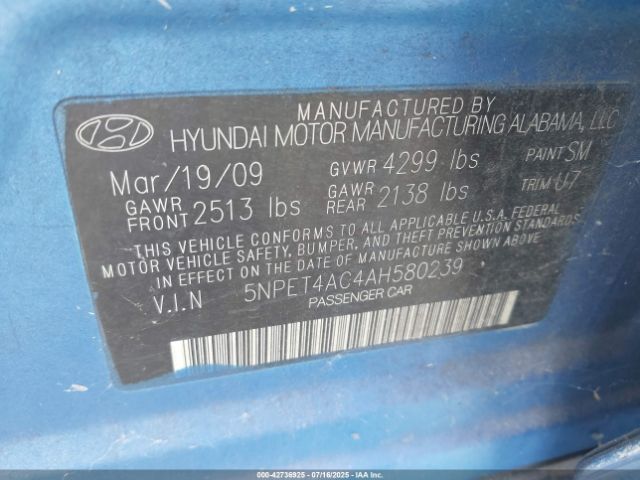 MANUFACTURED BY
HYUNDAI MOTOR MANUFACTURING ALABAMA, LLC
Mar/19/09 GVWR 4299 lbs PAINT SM
GAWR FRONT 2513 lbs GAWR REAR 2138 lbs TRIM U7
THIS VEHICLE CONFORMS TO ALL APPLICABLE U.S.A. FEDERAL
MOTOR VEHICLE SAFETY, BUMPER, AND THEFT PREVENTION STANDARDS
IN EFFECT ON THE DATE OF MANUFACTURE SHOWN ABOVE.
V.I.N 5NPET4AC4AH580239
PASSENGER CAR
© IAA 42736925 - 07/16/2025 - © IAA HOLDINGS, LLC